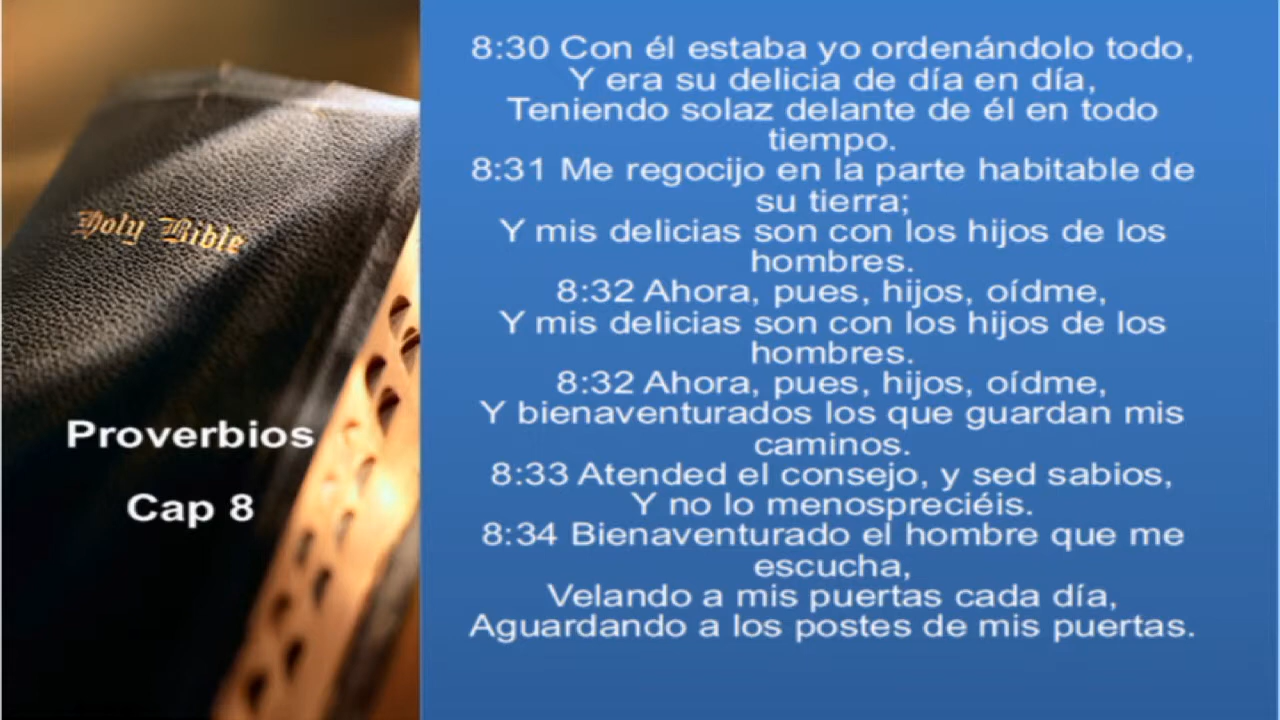 Holy Bible
Proverbios
Cap 8
8:30 Con él estaba yo ordenándolo todo,
Y era su delicia de día en día,
Teniendo solaz delante de él en todo
tiempo.
8:31 Me regocijo en la parte habitable de
su tierra;
Y mis delicias son con los hijos de los
hombres.
8:32 Ahora, pues, hijos, oídme,
Y mis delicias son con los hijos de los
hombres.
8:32 Ahora, pues, hijos, oídme,
Y bienaventurados los que guardan mis
caminos.
8:33 Atended el consejo, y sed sabios,
Y no lo menospreciéis.
8:34 Bienaventurado el hombre que me
escucha,
Velando a mis puertas cada día,
Aguardando a los postes de mis puertas.